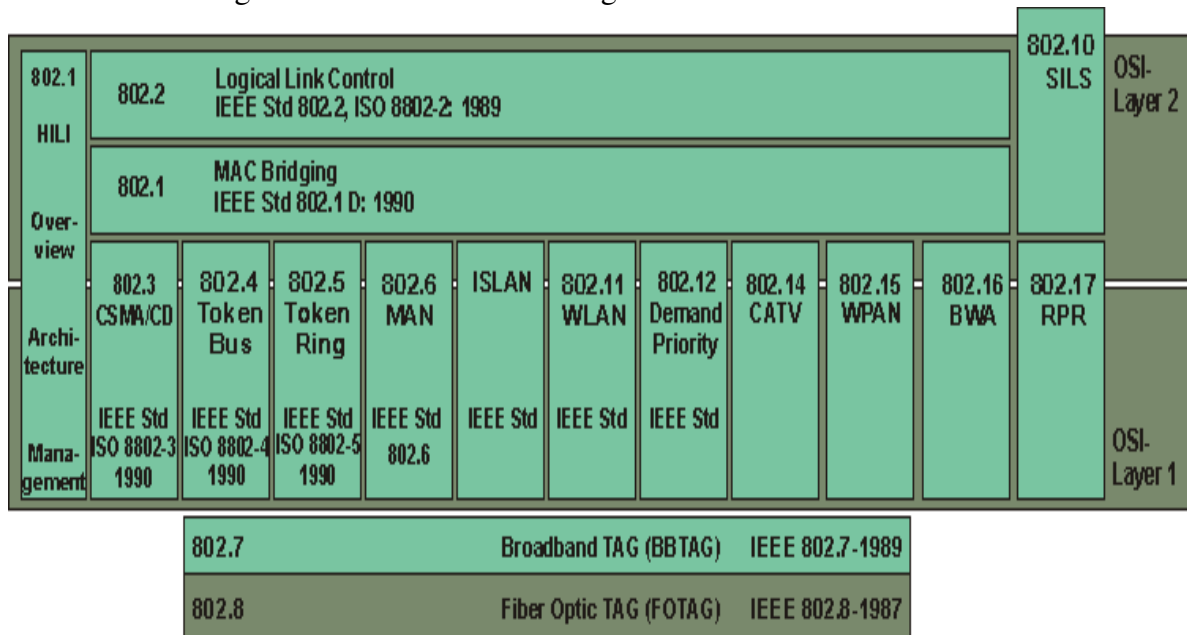 802.1
HILI
Over-
view
Archi-
tecture
Mana-
gement
802.2
Logical Link Control
IEEE Std 802.2, ISO 8802-2: 1989
802.1
MAC Bridging
IEEE Std 802.1 D: 1990
802.10
SILS
OSI-
Layer 2
802.3
CSMA/CD
IEEE Std
ISO 8802-3
1990
802.4
Token
Bus
IEEE Std
ISO 8802-4
1990
802.5
Token
Ring
IEEE Std
ISO 8802-5
1990
802.6
MAN
IEEE Std
802.6
ISLAN
IEEE Std
802.11
WLAN
IEEE Std
802.12
Demand
Priority
IEEE Std
802.14
CATV
802.15
WPAN
802.16
BWA
802.17
RPR
OSI-
Layer 1
802.7 Broadband TAG (BBTAG) IEEE 802.7-1989
802.8 Fiber Optic TAG (FOTAG) IEEE 802.8-1987